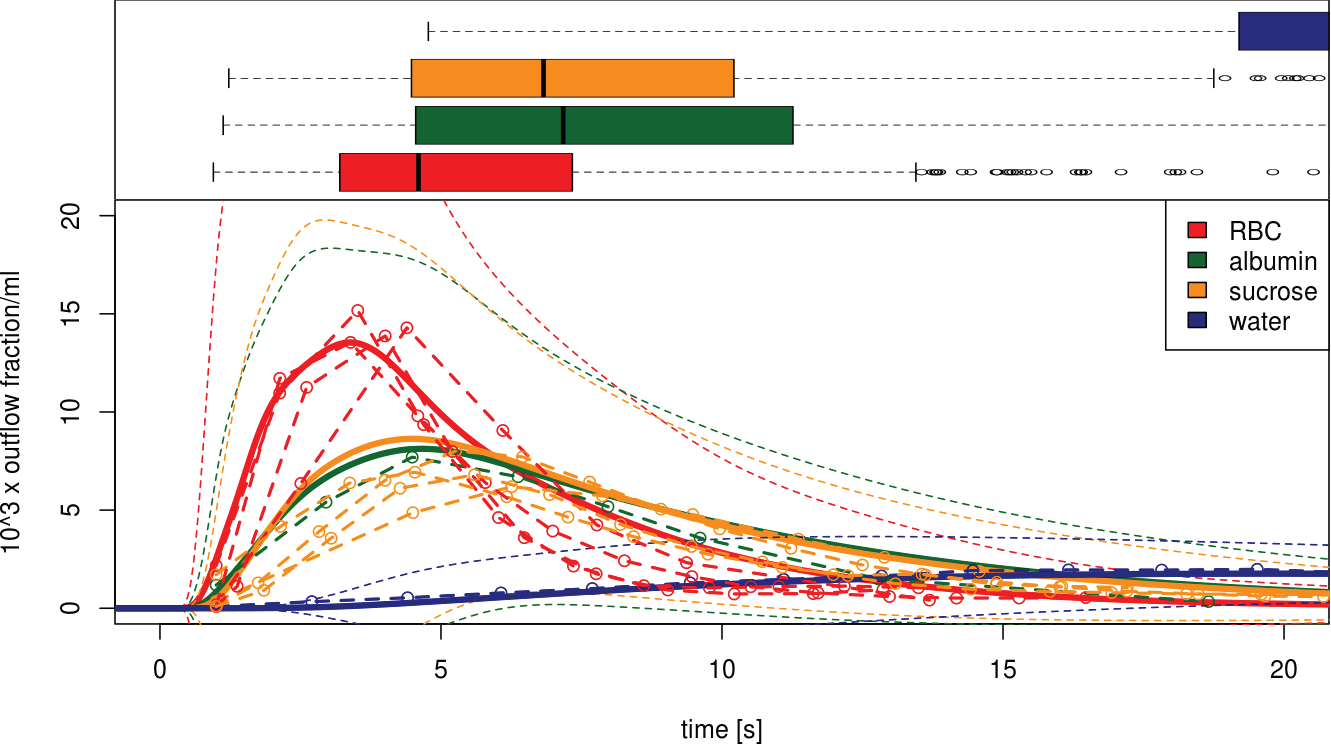 20
15
10
5
0
10^3 x outflow fraction/ml
RBC
albumin
sucrose
water
0 5 10 15 20
time [s]